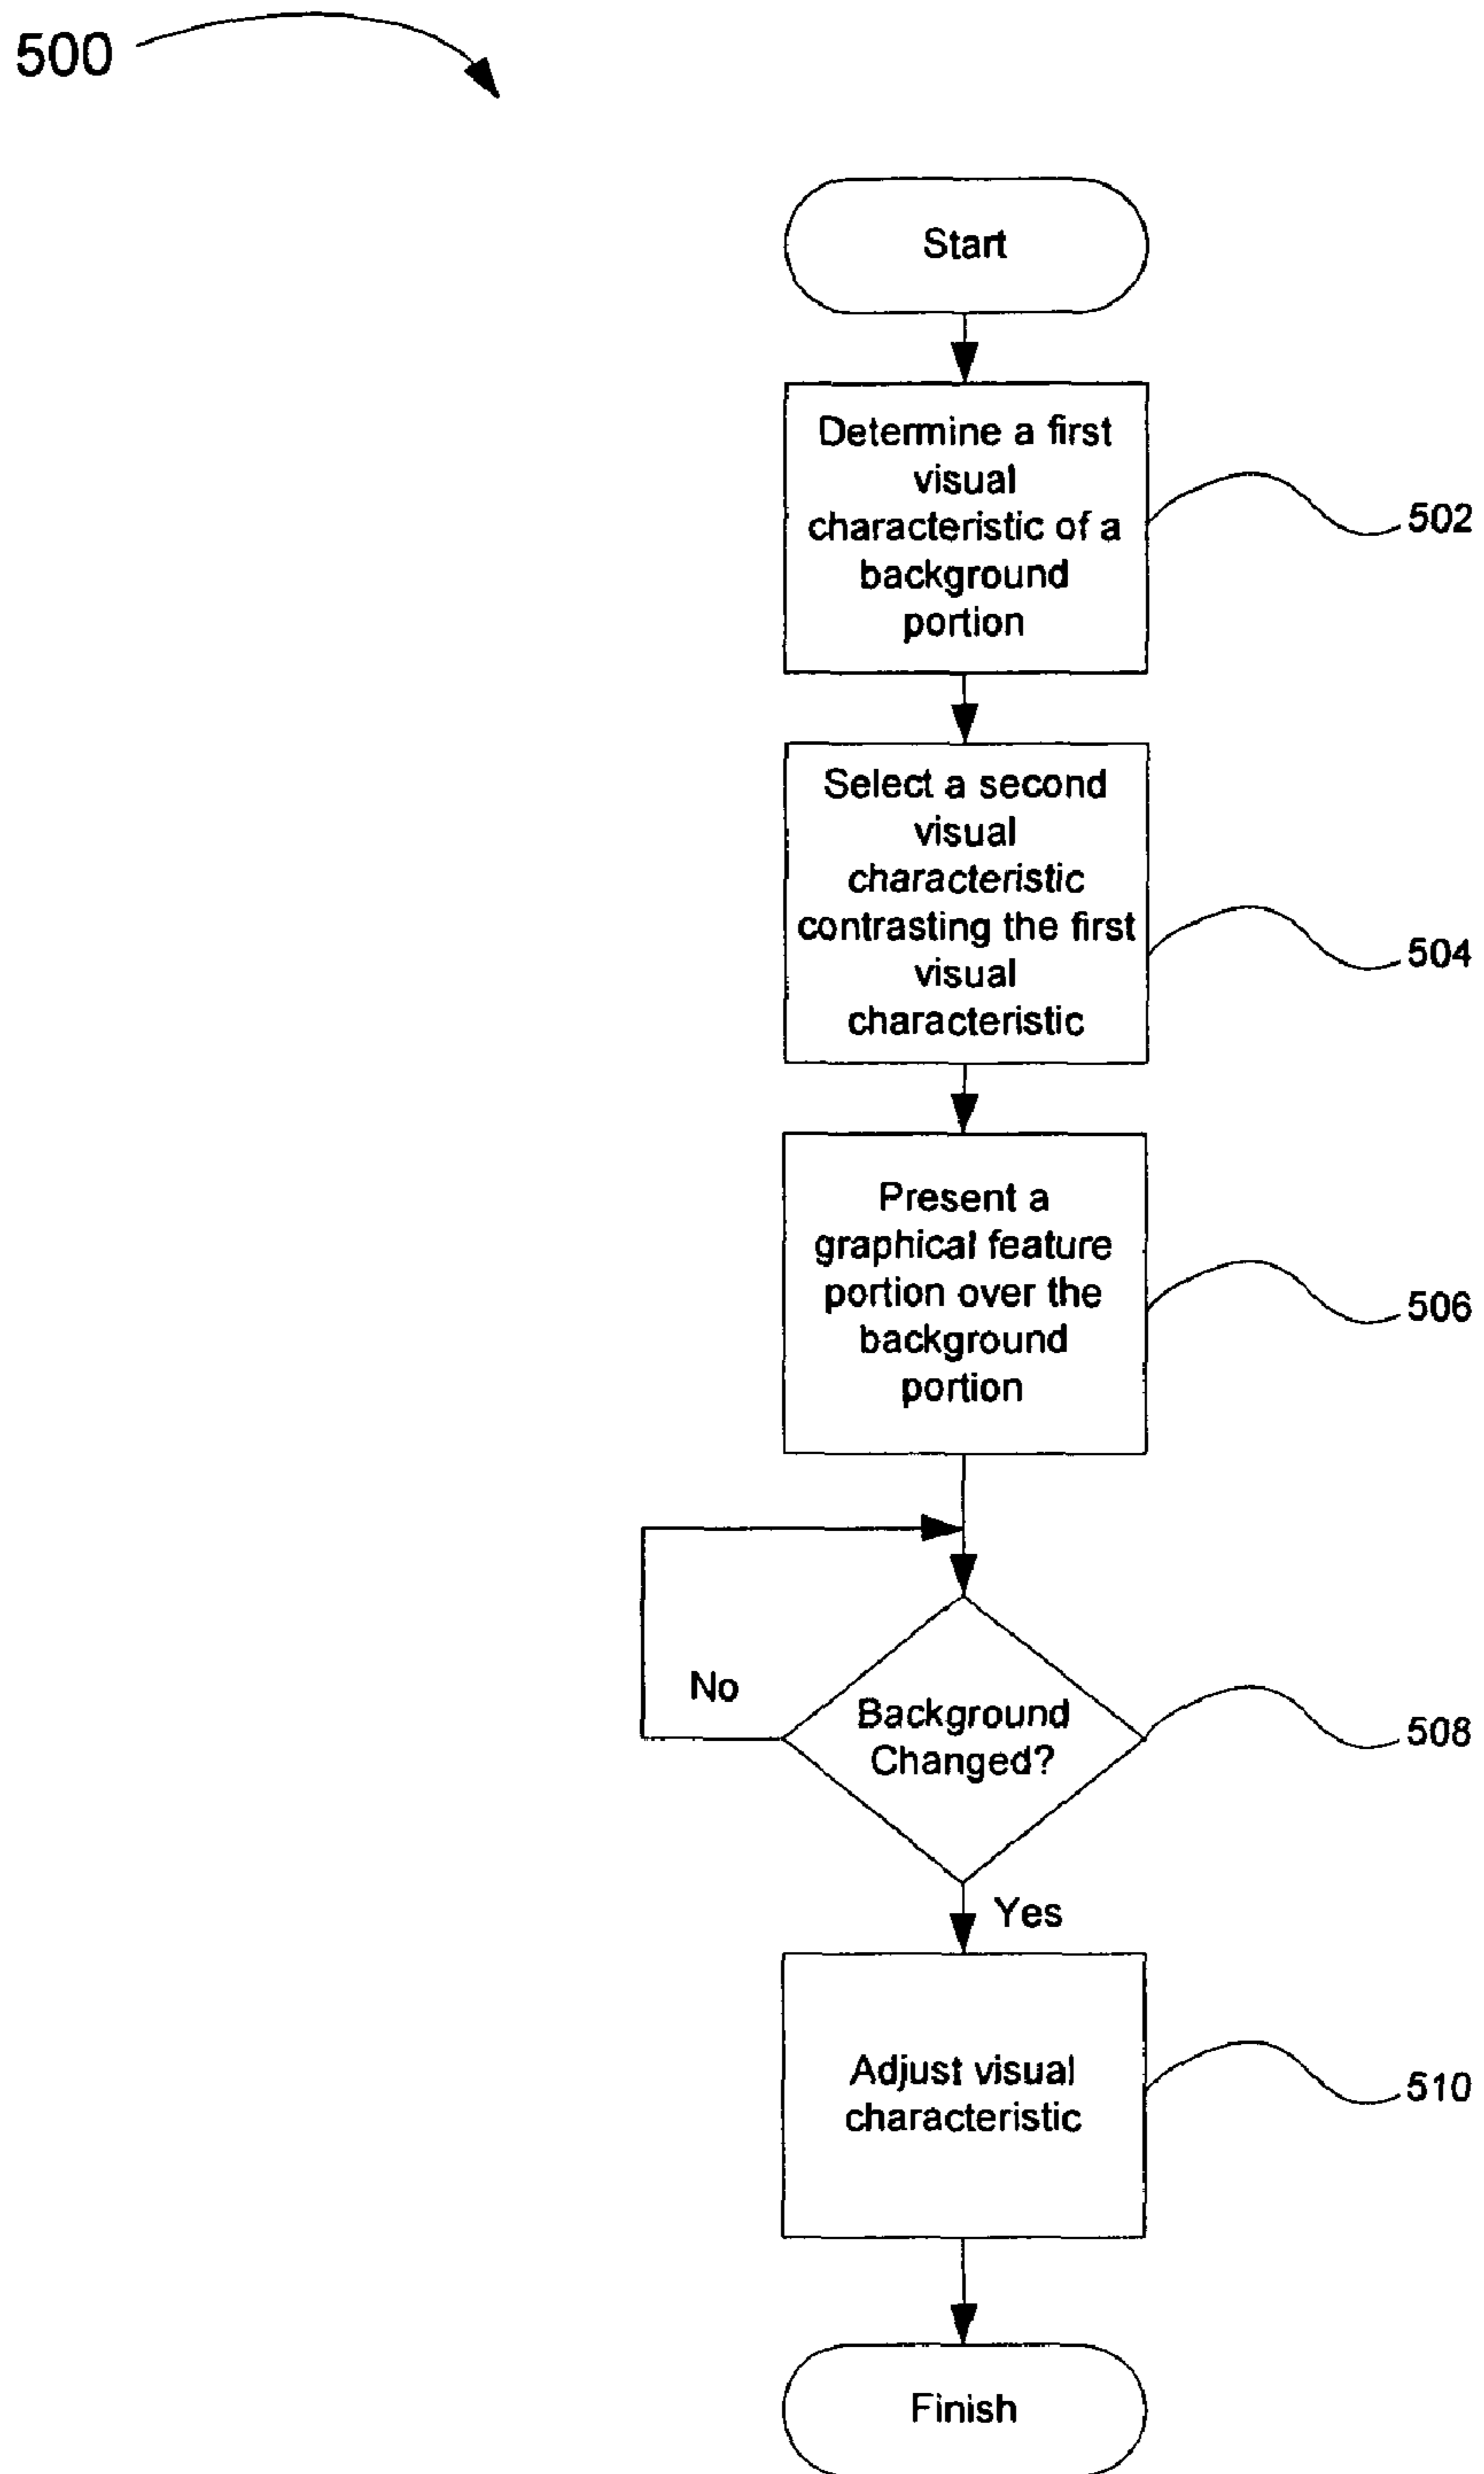 500
Start
Determine a first
visual
characteristic of a
background
portion
502
Select a second
visual
characteristic
contrasting the first
visual
characteristic
504
Present a
graphical feature
portion over the
background
portion
506
No
Background
Changed?
508
Yes
Adjust visual
characteristic
510
Finish